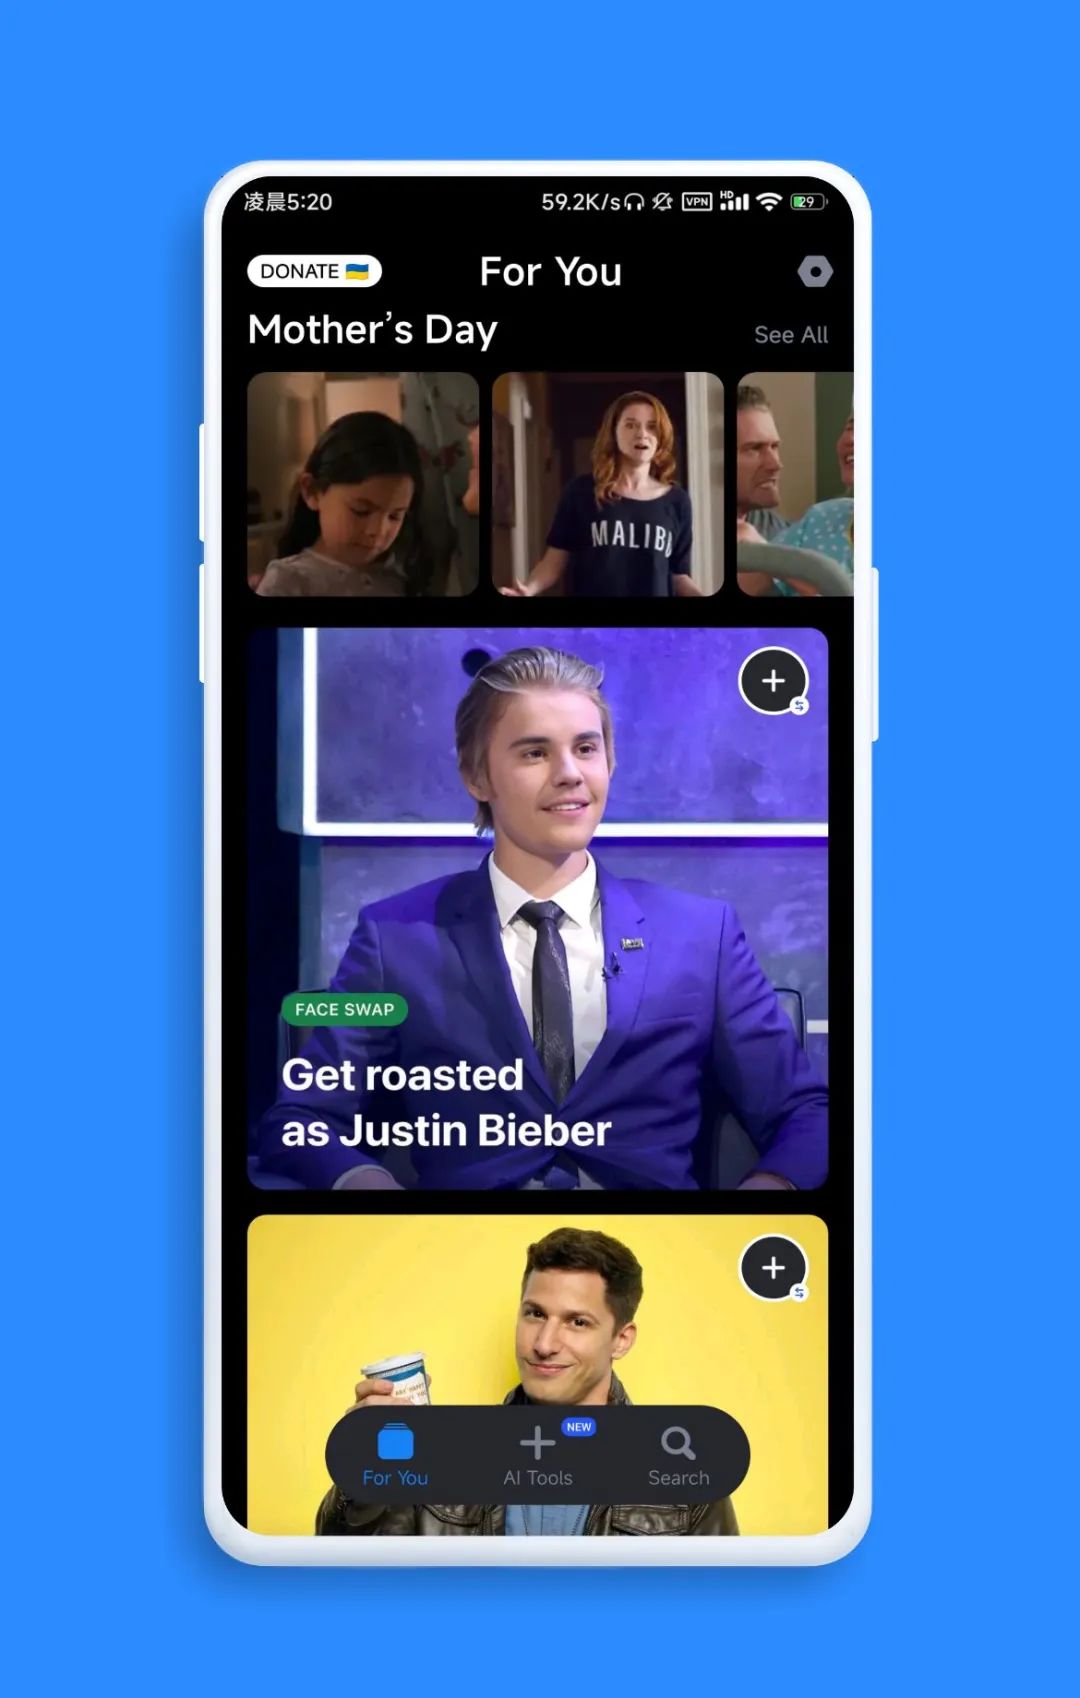 凌晨5:20
59.2K/s
VPN
HD
29
DONATE
For You
Mother's Day
See All
MALIBU
FACE SWAP
Get roasted
as Justin Bieber
NEW
For You
AI Tools
Search